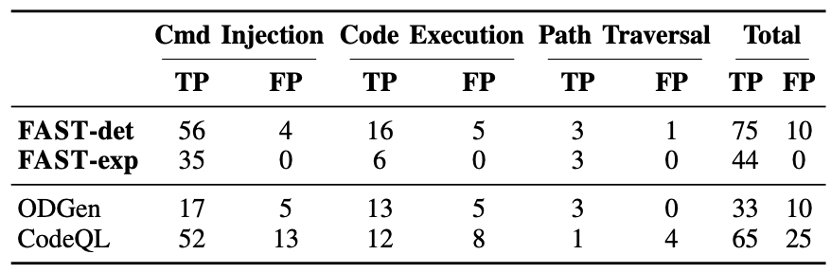 Cmd Injection Code Execution Path Traversal Total
TP FP TP FP TP FP TP FP
FAST-det 56 4 16 5 3 1 75 10
FAST-exp 35 0 6 0 3 0 44 0
ODGen 17 5 13 5 3 0 33 10
CodeQL 52 13 12 8 1 4 65 25